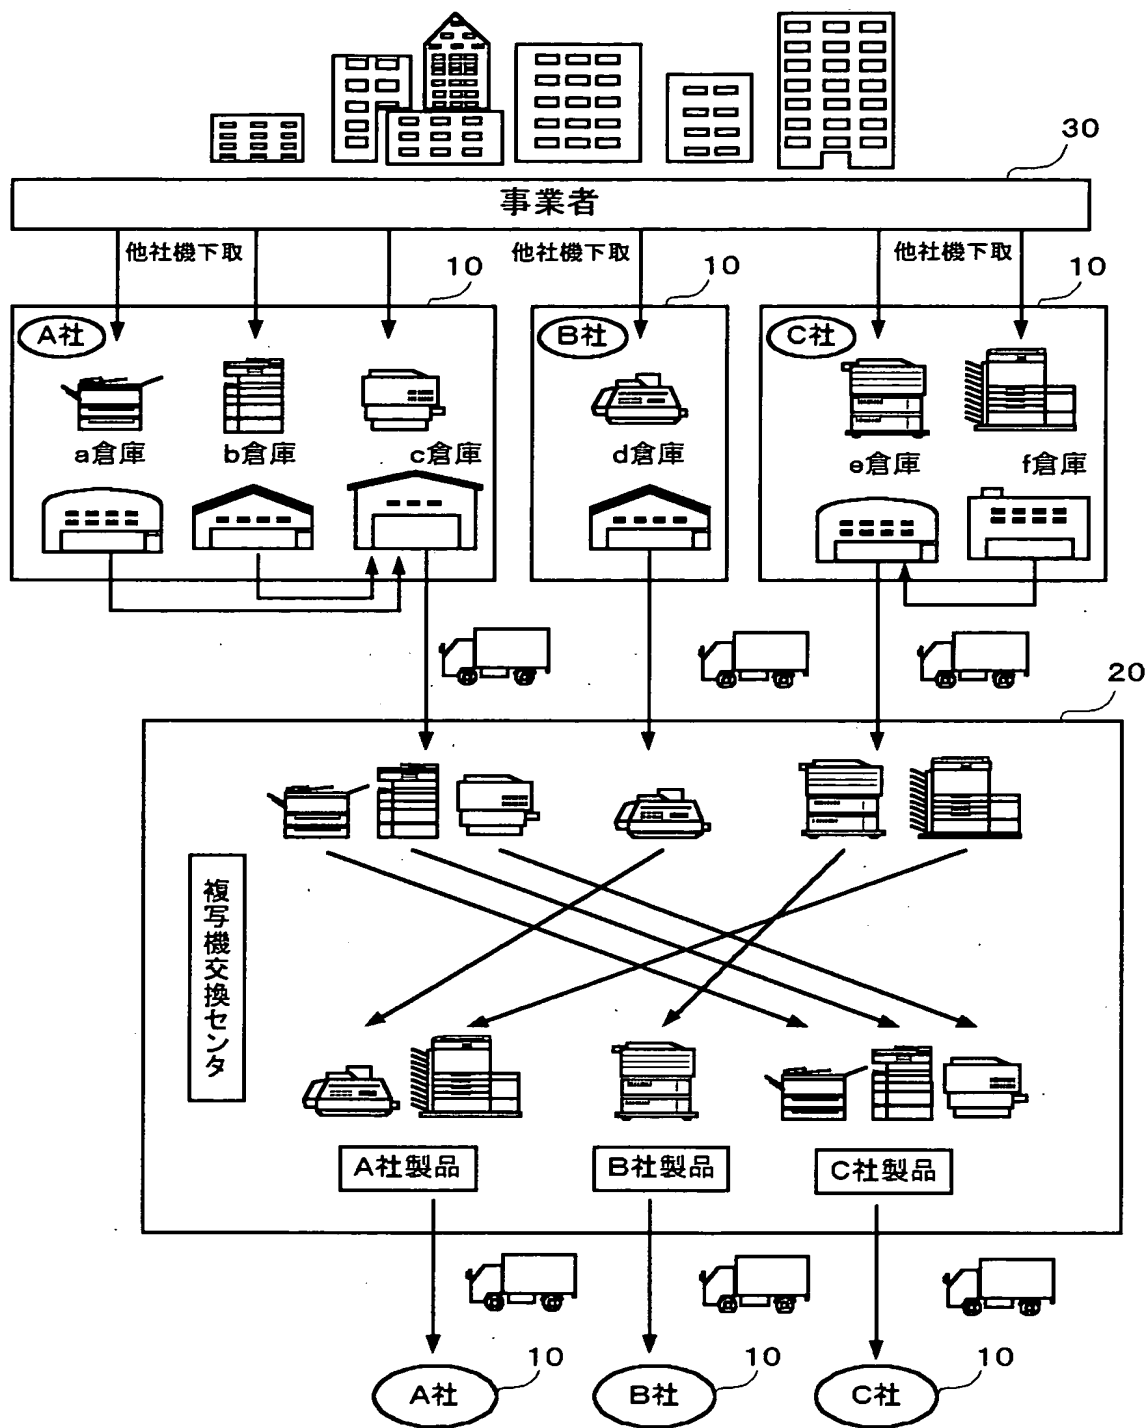 30
事業者
他社機下取
他社機下取
他社機下取
10
10
10
A社
B社
C社
a倉庫
b倉庫
c倉庫
d倉庫
e倉庫
f倉庫
20
複写機交換センタ
A社製品
B社製品
C社製品
10
10
10
A社
B社
C社